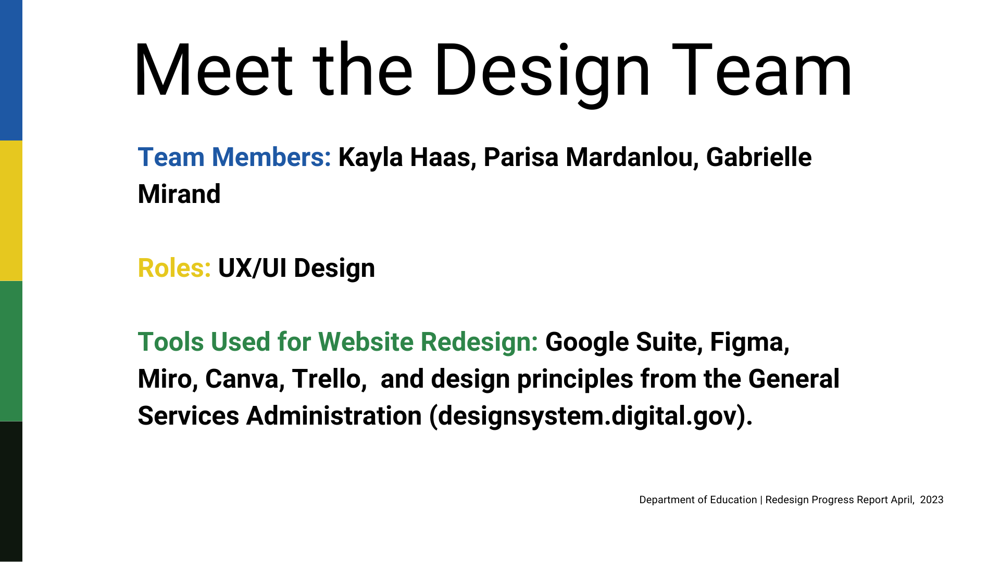 Meet the Design Team
Team Members: Kayla Haas, Parisa Mardanlou, Gabrielle
Mirand
Roles: UX/UI Design
Tools Used for Website Redesign: Google Suite, Figma,
Miro, Canva, Trello,  and design principles from the General
Services Administration (designsystem.digital.gov).
Department of Education | Redesign Progress Report April,  2023